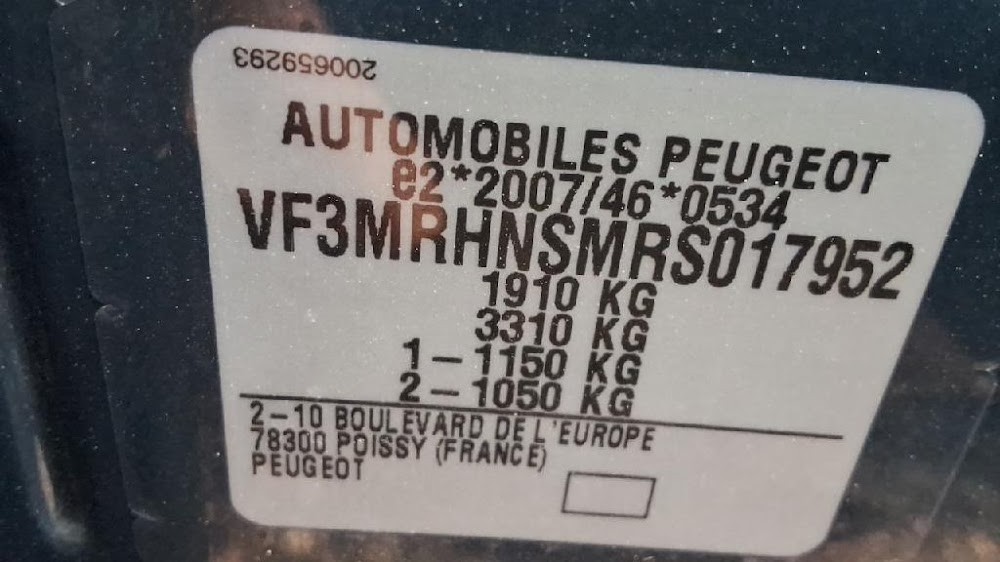 200659293
AUTOMOBILES PEUGEOT
e2*2007/46*0534
VF3MRHNSMRS017952
1910 KG
3310 KG
1-1150 KG
2-1050 KG
2-10 BOULEVARD DE L'EUROPE
78300 POISSY (FRANCE)
PEUGEOT